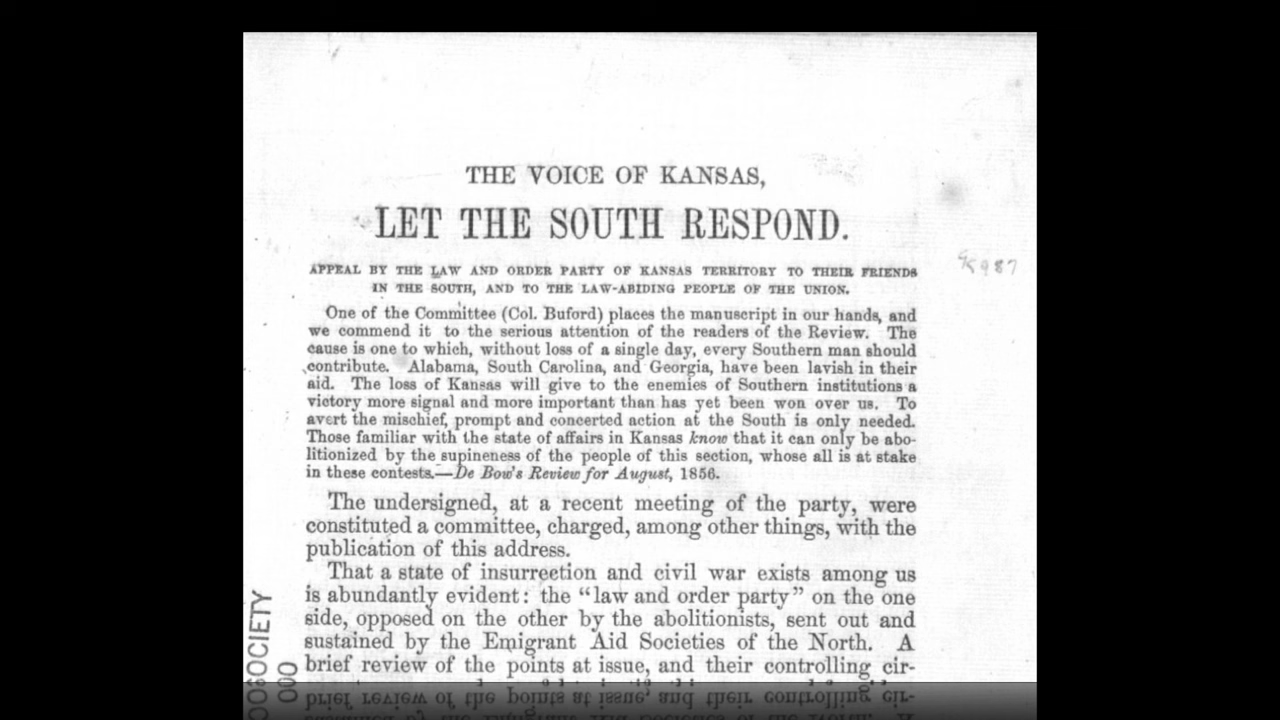 THE VOICE OF KANSAS,
LET THE SOUTH RESPOND.
APPEAL BY THE LAW AND ORDER PARTY OF KANSAS TERRITORY TO THEIR FRIENDS
IN THE SOUTH, AND TO THE LAW-ABIDING PEOPLE OF THE UNION.
One of the Committee (Col. Buford) places the manuscript in our hands, and
we commend it to the serious attention of the readers of the Review. The
cause is one to which, without loss of a single day, every Southern man should
contribute. Alabama, South Carolina, and Georgia, have been lavish in their
aid. The loss of Kansas will give to the enemies of Southern institutions a
victory more signal and more important than has yet been won over us. To
avert the mischief, prompt and concerted action at the South is only needed.
Those familiar with the state of affairs in Kansas know that it can only be abo-
litionized by the supineness of the people of this section, whose all is at stake
in these contests.—De Bow's Review for August, 1856.
The undersigned, at a recent meeting of the party, were
constituted a committee, charged, among other things, with the
publication of this address.
That a state of insurrection and civil war exists among us
is abundantly evident: the "law and order party" on the one
side, opposed on the other by the abolitionists, sent out and
sustained by the Emigrant Aid Societies of the North. A
brief review of the points at issue, and their controlling cir-
SOCIETY
000